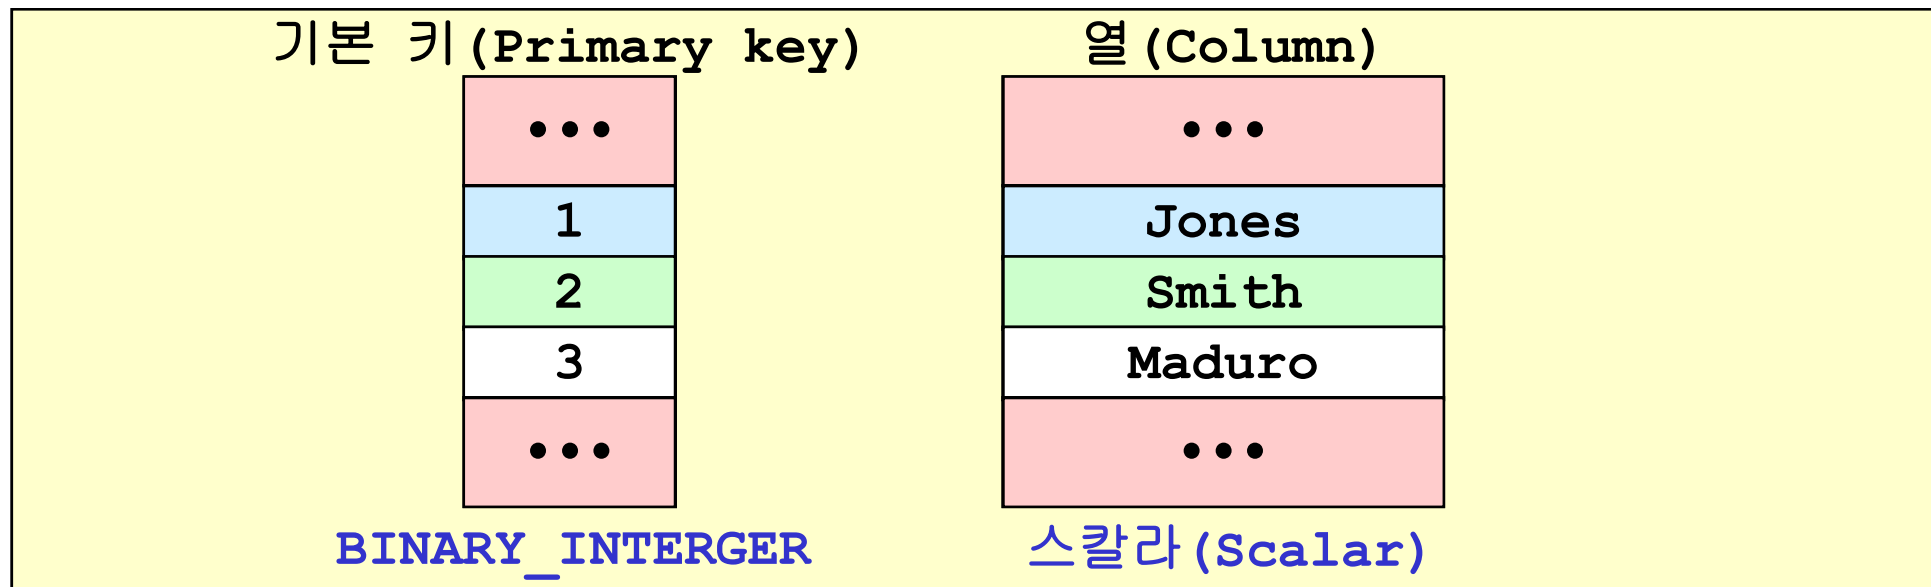 기본 키(Primary key) 열(Column)
... ...
1 Jones
2 Smith
3 Maduro
... ...
BINARY_INTERGER 스칼라(Scalar)